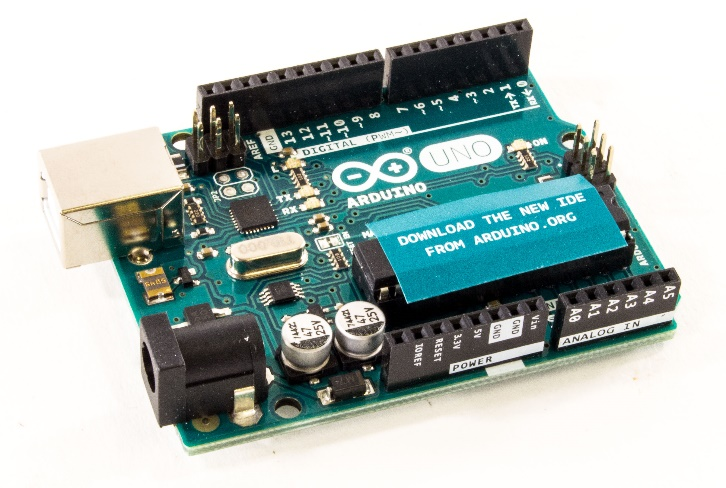 AREF
GND
13
12
~11
~10
~9
8
7
~6
~5
4
~3
2
TX→1
RX←0
DIGITAL (PWM~)
JP2
TX
RX
UNO
ARDUINO
ON
DOWNLOAD THE NEW IDE
FROM ARDUINO.ORG
47
25V
47
25V
IOREF
RESET
3.3V
5V
GND
GND
Vin
POWER
A0
A1
A2
A3
A4
A5
ANALOG IN